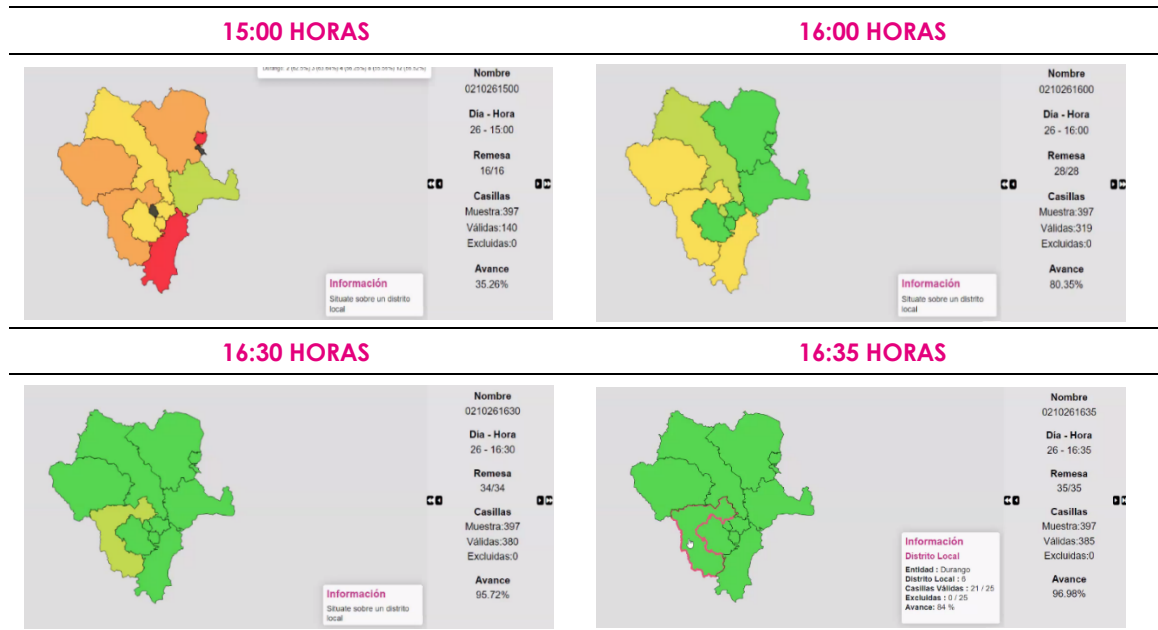 15:00 HORAS
16:00 HORAS
Nombre
0210261500
Dia - Hora
26 - 15:00
Remesa
16/16
Casillas
Muestra:397
Válidas:140
Excluidas:0
Avance
35.26%
Información
Situate sobre un distrito
local
Nombre
0210261600
Dia - Hora
26 - 16:00
Remesa
28/28
Casillas
Muestra:397
Válidas:319
Excluidas:0
Avance
80.35%
Información
Situate sobre un distrito
local
16:30 HORAS
16:35 HORAS
Nombre
0210261630
Dia - Hora
26 - 16:30
Remesa
34/34
Casillas
Muestra:397
Válidas:380
Excluidas:0
Avance
95.72%
Información
Situate sobre un distrito
local
Nombre
0210261635
Dia - Hora
26 - 16:35
Remesa
35/35
Casillas
Muestra:397
Válidas:385
Excluidas:0
Avance
96.98%
Información
Distrito Local
Entidad : Durango
Distrito Local : 6
Casillas Válidas : 21 / 25
Excluidas : 0 / 25
Avance: 84 %